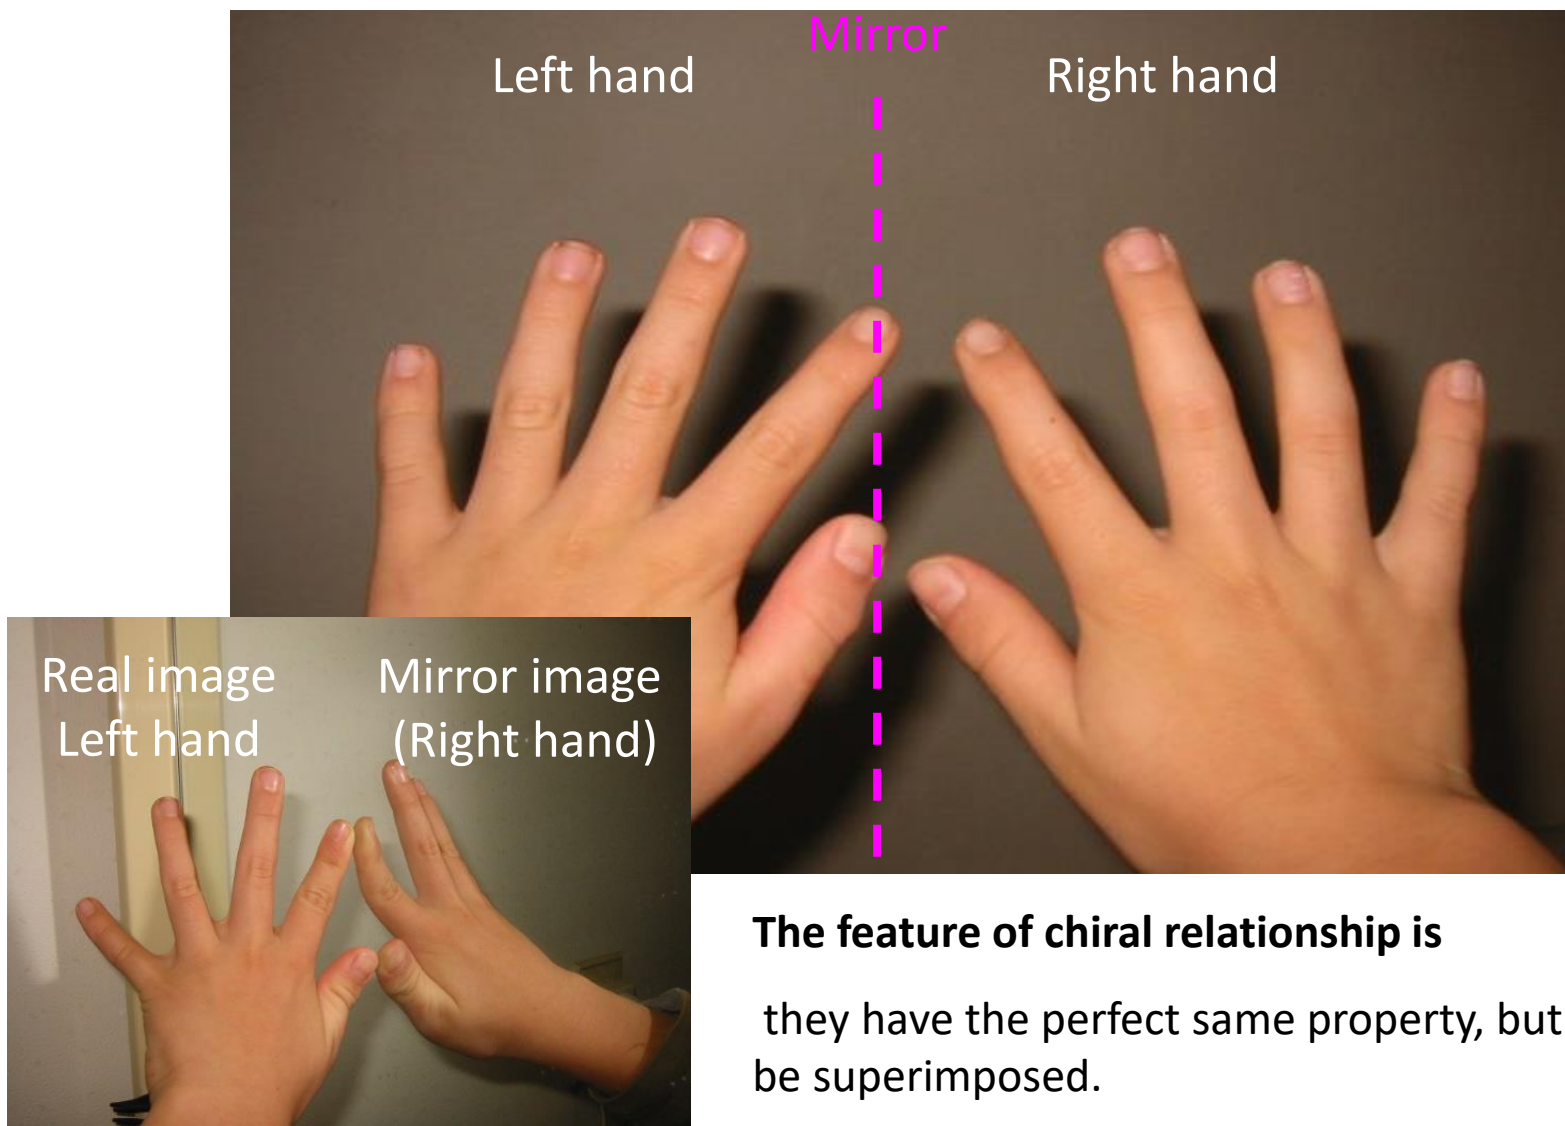 Mirror
Left hand
Right hand
Real image
Left hand
Mirror image
(Right hand)
The feature of chiral relationship is
they have the perfect same property, but
be superimposed.